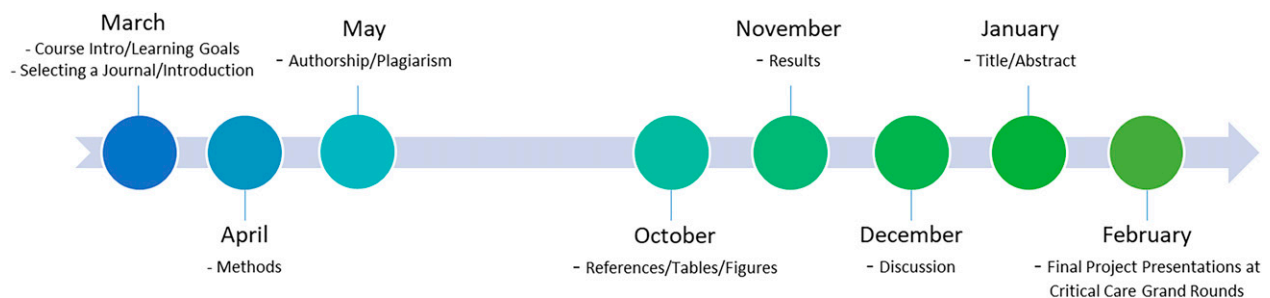 March
- Course Intro/Learning Goals
- Selecting a Journal/Introduction
May
- Authorship/Plagiarism
November
- Results
January
- Title/Abstract
April
- Methods
October
- References/Tables/Figures
December
- Discussion
February
- Final Project Presentations at
Critical Care Grand Rounds